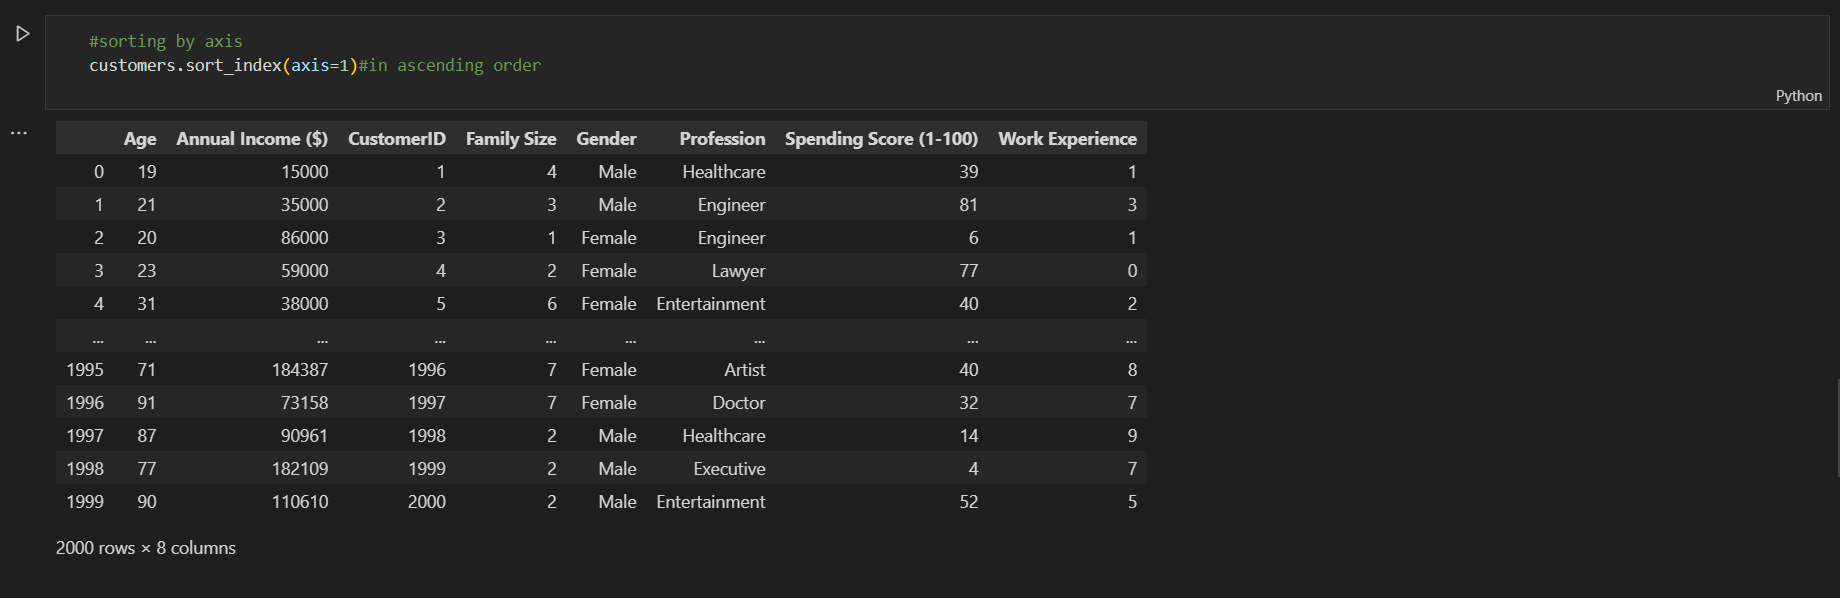 #sorting by axis
customers.sort_index(axis=1)#in ascending order
Python
... Age Annual Income ($) CustomerID Family Size Gender Profession Spending Score (1-100) Work Experience
0 19 15000 1 4 Male Healthcare 39 1
1 21 35000 2 3 Male Engineer 81 3
2 20 86000 3 1 Female Engineer 6 1
3 23 59000 4 2 Female Lawyer 77 0
4 31 38000 5 6 Female Entertainment 40 2
... ... ... ... ... ... ... ... ...
1995 71 184387 1996 7 Female Artist 40 8
1996 91 73158 1997 7 Female Doctor 32 7
1997 87 90961 1998 2 Male Healthcare 14 9
1998 77 182109 1999 2 Male Executive 4 7
1999 90 110610 2000 2 Male Entertainment 52 5
2000 rows × 8 columns